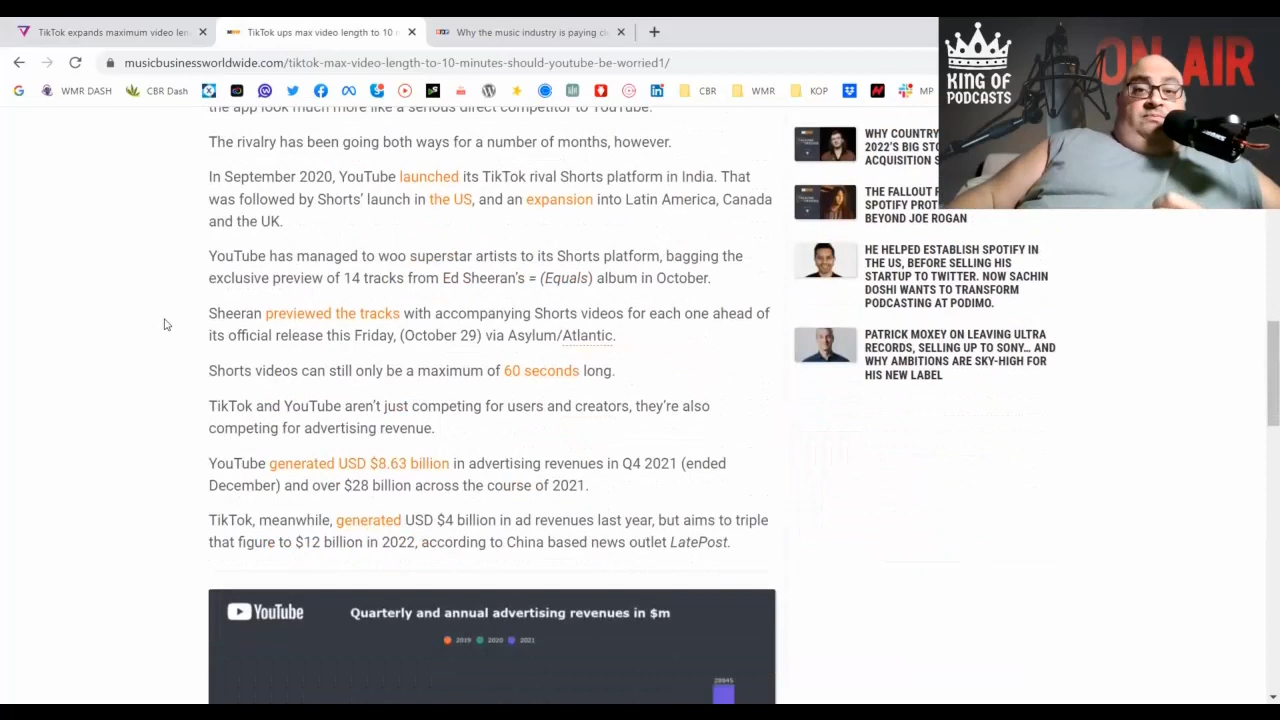 TikTok expands maximum video len
TikTok ups max video length to 10 m
Why the music industry is paying cl
musicbusinessworldwide.com/tiktok-max-video-length-to-10-minutes-should-youtube-be-worried1/
WMR DASH
CBR Dash
CBR
WMR
KOP
MP
KING OF
PODCASTS
ON AIR
the app look much more like a serious direct competitor to YouTube.
The rivalry has been going both ways for a number of months, however.
In September 2020, YouTube launched its TikTok rival Shorts platform in India. That
was followed by Shorts' launch in the US, and an expansion into Latin America, Canada
and the UK.
YouTube has managed to woo superstar artists to its Shorts platform, bagging the
exclusive preview of 14 tracks from Ed Sheeran's = (Equals) album in October.
Sheeran previewed the tracks with accompanying Shorts videos for each one ahead of
its official release this Friday, (October 29) via Asylum/Atlantic.
Shorts videos can still only be a maximum of 60 seconds long.
TikTok and YouTube aren't just competing for users and creators, they're also
competing for advertising revenue.
YouTube generated USD $8.63 billion in advertising revenues in Q4 2021 (ended
December) and over $28 billion across the course of 2021.
TikTok, meanwhile, generated USD $4 billion in ad revenues last year, but aims to triple
that figure to $12 billion in 2022, according to China based news outlet LatePost.
YouTube
Quarterly and annual advertising revenues in $m
2019 2020 2021
28845
WHY COUNTRY
2022'S BIG STO
ACQUISITION S
THE FALLOUT F
SPOTIFY PROT
BEYOND JOE ROGAN
HE HELPED ESTABLISH SPOTIFY IN
THE US, BEFORE SELLING HIS
STARTUP TO TWITTER. NOW SACHIN
DOSHI WANTS TO TRANSFORM
PODCASTING AT PODIMO.
PATRICK MOXEY ON LEAVING ULTRA
RECORDS, SELLING UP TO SONY… AND
WHY AMBITIONS ARE SKY-HIGH FOR
HIS NEW LABEL